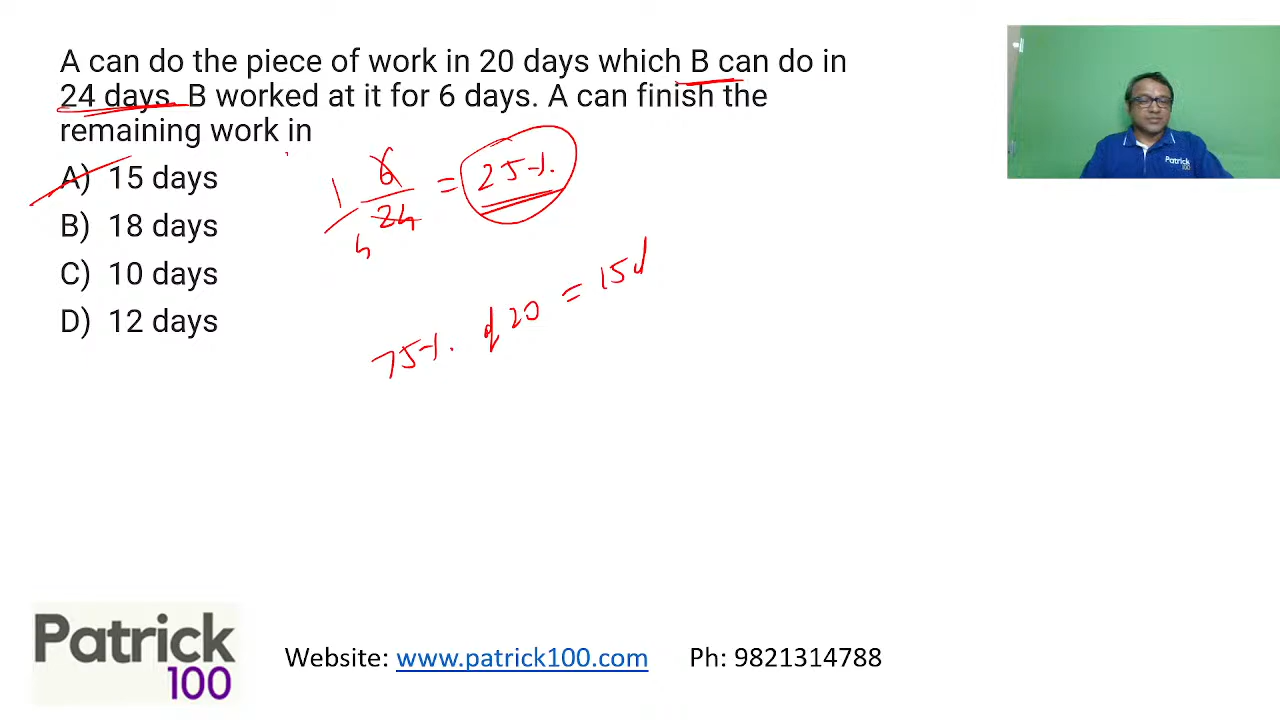 A can do the piece of work in 20 days which B can do in
24 days. B worked at it for 6 days. A can finish the
remaining work in
A) 15 days
B) 18 days
C) 10 days
D) 12 days
1/4 6/24 = 25%.
75%. of 20 = 15d
Patrick
100
Patrick
100
Website: www.patrick100.com Ph: 9821314788